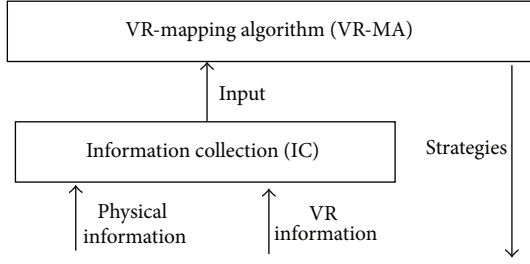 VR-mapping algorithm (VR-MA)
Input
Information collection (IC)
Strategies
Physical
information
VR
information